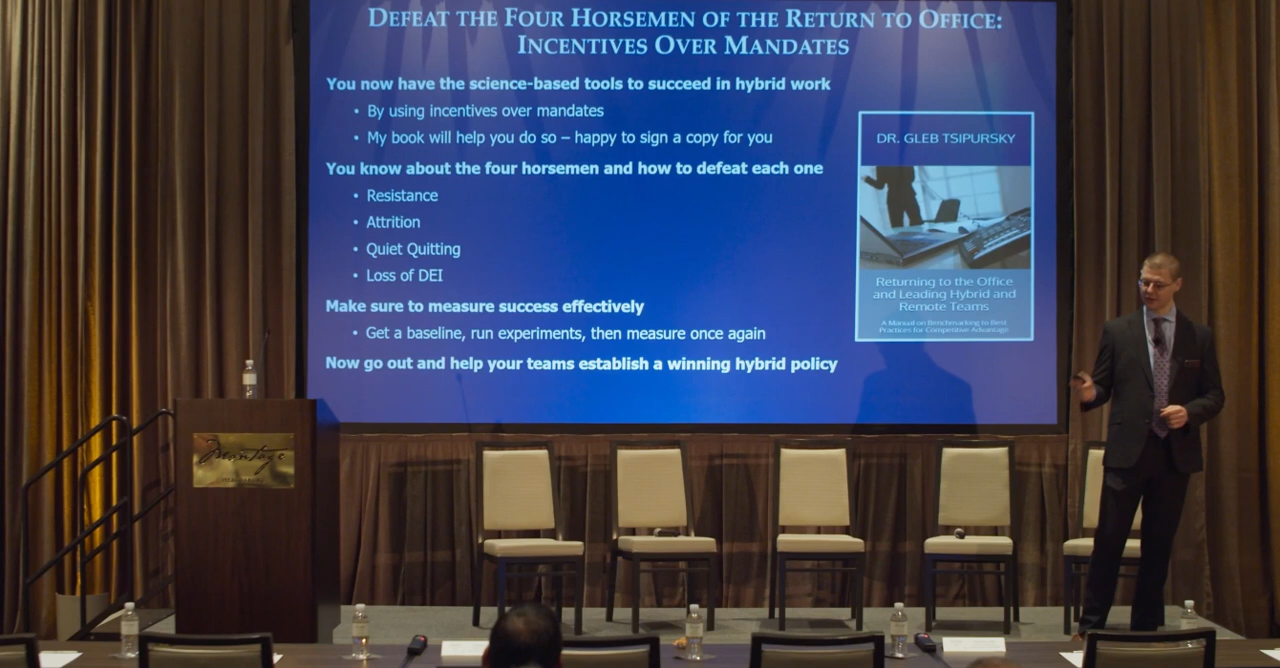 DEFEAT THE FOUR HORSEMEN OF THE RETURN TO OFFICE:
INCENTIVES OVER MANDATES
You now have the science-based tools to succeed in hybrid work
• By using incentives over mandates
• My book will help you do so – happy to sign a copy for you
You know about the four horsemen and how to defeat each one
• Resistance
• Attrition
• Quiet Quitting
• Loss of DEI
Make sure to measure success effectively
• Get a baseline, run experiments, then measure once again
Now go out and help your teams establish a winning hybrid policy
DR. GLEB TSIPURSKY
Returning to the Office
and Leading Hybrid and
Remote Teams
A Manual on Benchmarking to Best
Practices for Competitive Advantage
Montage